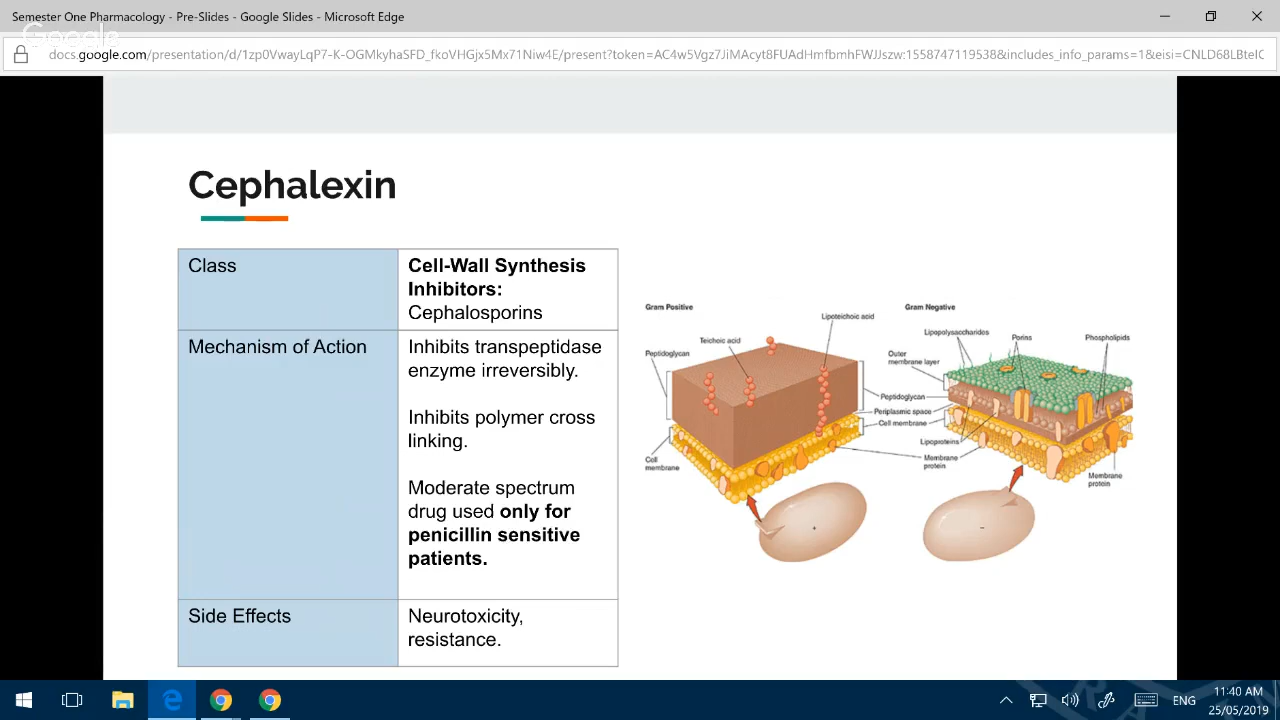 Semester One Pharmacology - Pre-Slides - Google Slides - Microsoft Edge
Google
docs.google.com/presentation/d/1zp0VwayLqP7-K-OGMkyhaSFD_fkoVHGjx5Mx71Niw4E/present?token=AC4w5Vgz7JiMAcyt8FUAdHmfbmhFWJJszw:1558747119538&includes_info_params=1&eisi=CNLD68LBteIC
Cephalexin
Class
Cell-Wall Synthesis
Inhibitors:
Cephalosporins
Mechanism of Action
Inhibits transpeptidase
enzyme irreversibly.
Inhibits polymer cross
linking.
Moderate spectrum
drug used only for
penicillin sensitive
patients.
Side Effects
Neurotoxicity,
resistance.
Gram Positive
Lipoteichoic acid
Teichoic acid
Peptidoglycan
Cell
membrane
Gram Negative
Lipopolysaccharides
Porins
Phospholipids
Outer
membrane layer
Peptidoglycan
Periplasmic space
Cell membrane
Lipoproteins
Membrane
protein
Membrane
protein
+
-
ENG
11:40 AM
25/05/2019